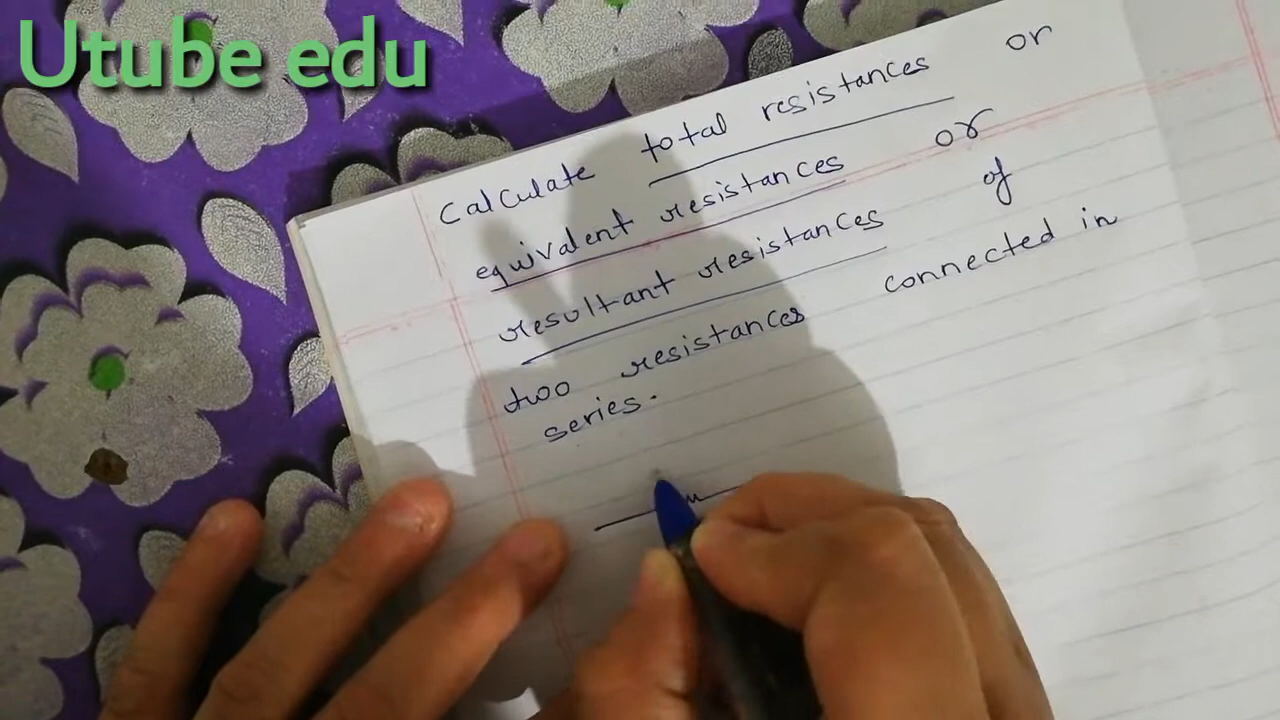 Utube edu
Calculate total resistances or
equivalent resistances or
resultant resistances of
two resistances connected in
series.